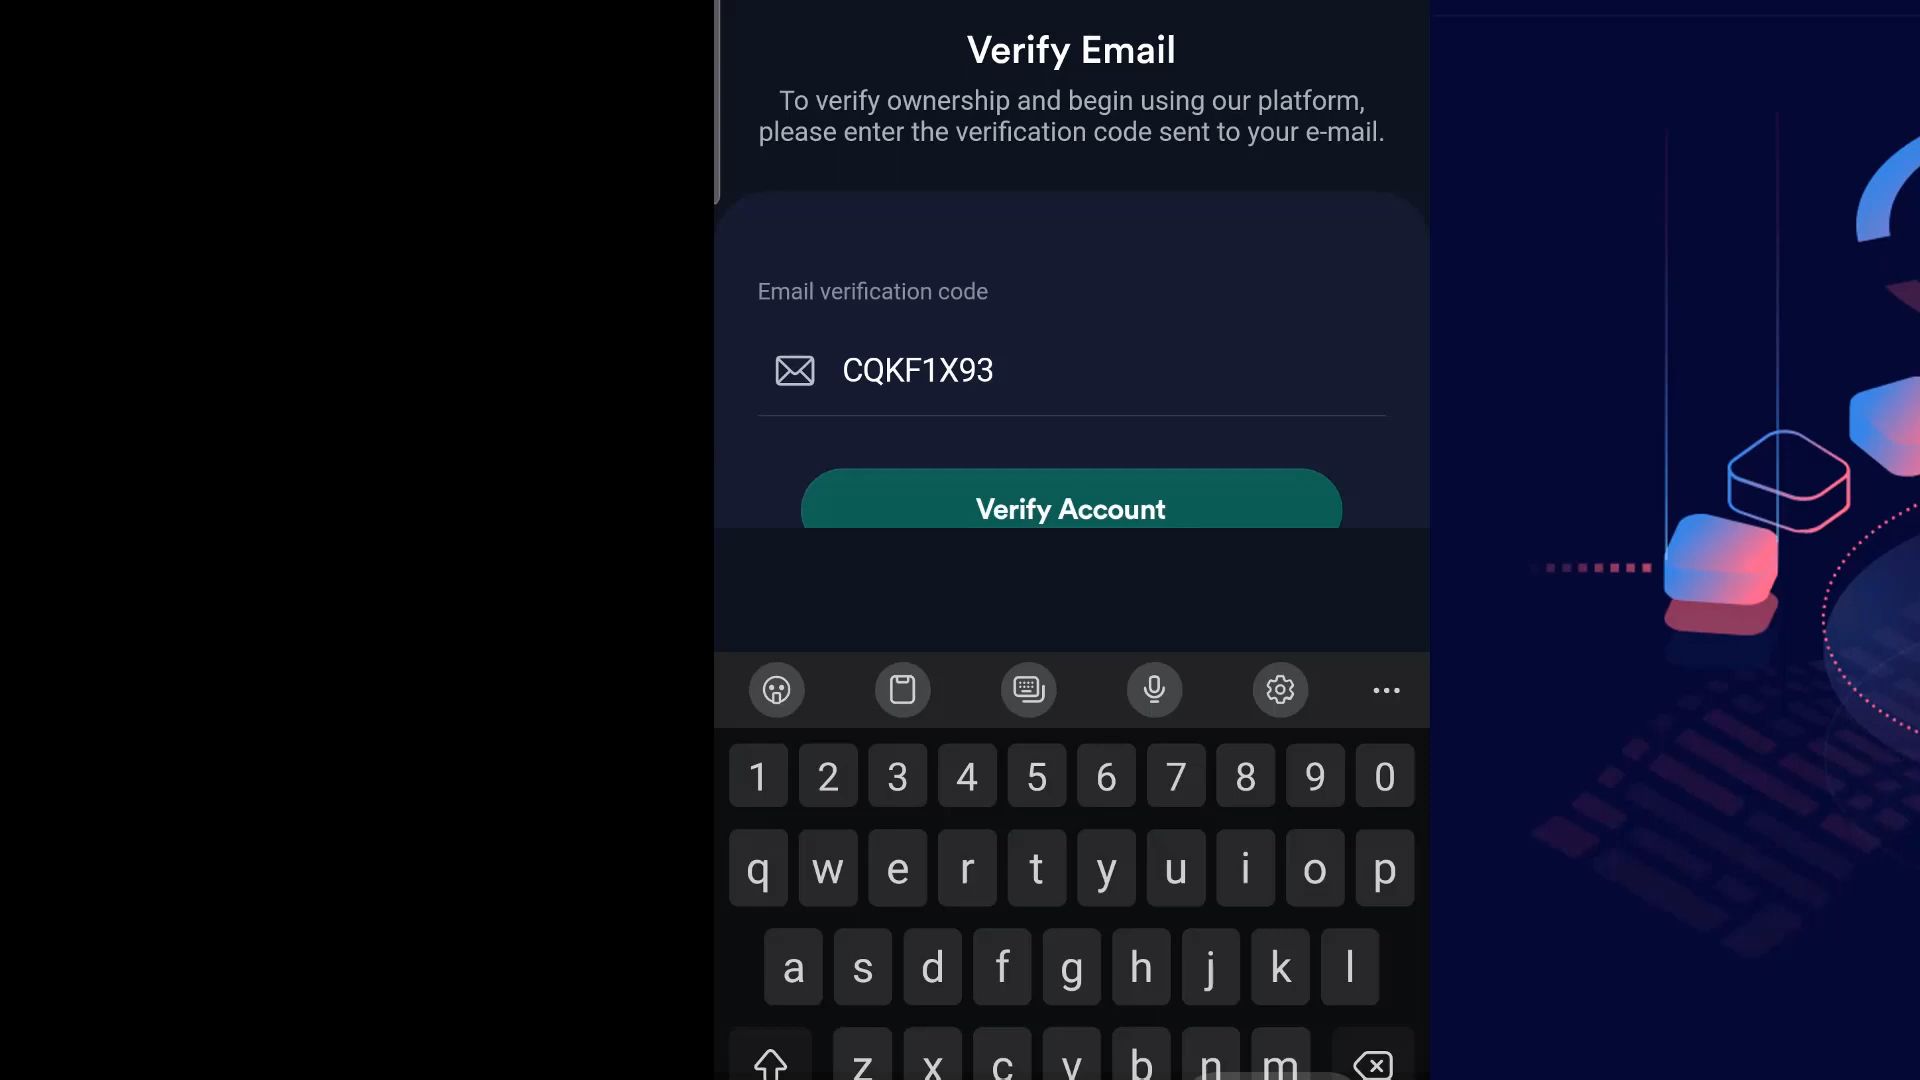 Verify Email
To verify ownership and begin using our platform,
please enter the verification code sent to your e-mail.
Email verification code
CQKF1X93
Verify Account
1 2 3 4 5 6 7 8 9 0
q w e r t y u i o p
a s d f g h j k l
z x c v b n m